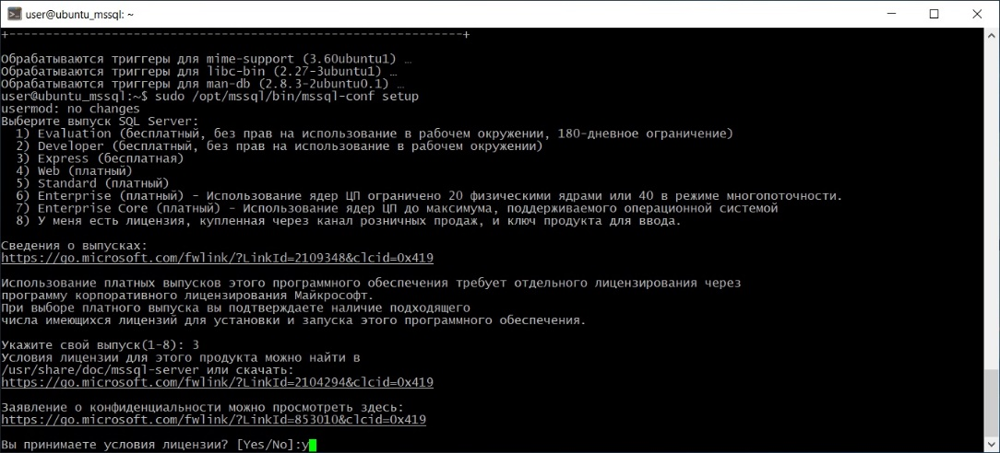 user@ubuntu_mssql: ~
+--------------------------------------------------------------+
Обрабатываются триггеры для mime-support (3.60ubuntu1) …
Обрабатываются триггеры для libc-bin (2.27-3ubuntu1) …
Обрабатываются триггеры для man-db (2.8.3-2ubuntu0.1) …
user@ubuntu_mssql:~$ sudo /opt/mssql/bin/mssql-conf setup
usermod: no changes
Выберите выпуск SQL Server:
1) Evaluation (бесплатный, без прав на использование в рабочем окружении, 180-дневное ограничение)
2) Developer (бесплатный, без прав на использование в рабочем окружении)
3) Express (бесплатная)
4) Web (платный)
5) Standard (платный)
6) Enterprise (платный) - Использование ядер ЦП ограничено 20 физическими ядрами или 40 в режиме многопоточности.
7) Enterprise Core (платный) - Использование ядер ЦП до максимума, поддерживаемого операционной системой
8) У меня есть лицензия, купленная через канал розничных продаж, и ключ продукта для ввода.
Сведения о выпусках:
https://go.microsoft.com/fwlink/?LinkId=2109348&clcid=0x419
Использование платных выпусков этого программного обеспечения требует отдельного лицензирования через
программу корпоративного лицензирования Майкрософт.
При выборе платного выпуска вы подтверждаете наличие подходящего
числа имеющихся лицензий для установки и запуска этого программного обеспечения.
Укажите свой выпуск(1-8): 3
Условия лицензии для этого продукта можно найти в
/usr/share/doc/mssql-server или скачать:
https://go.microsoft.com/fwlink/?LinkId=2104294&clcid=0x419
Заявление о конфиденциальности можно просмотреть здесь:
https://go.microsoft.com/fwlink/?LinkId=853010&clcid=0x419
Вы принимаете условия лицензии? [Yes/No]:y